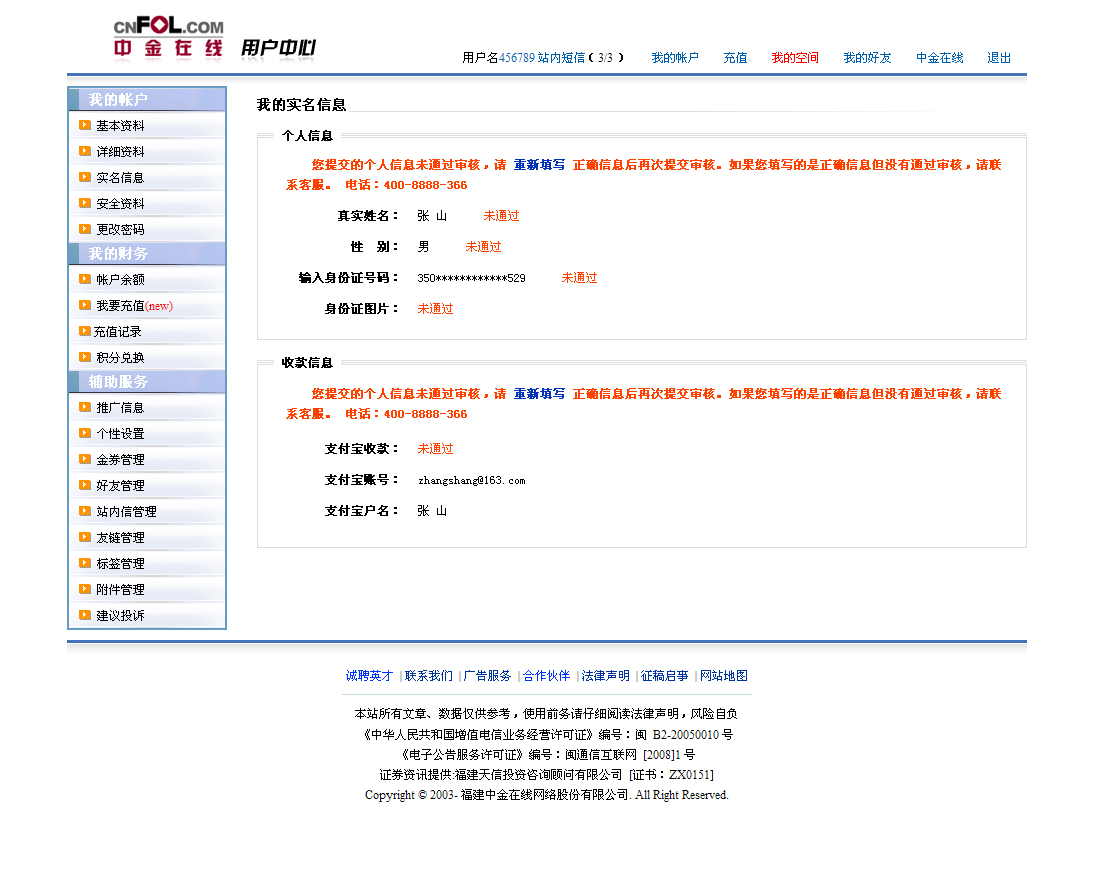 CNFOL.COM
中金在线 用户中心
用户名456789 站内短信 ( 3/3 ) 我的帐户 充值 我的空间 我的好友 中金在线 退出
我的帐户
基本资料
详细资料
实名信息
安全资料
更改密码
我的财务
帐户余额
我要充值(new)
充值记录
积分兑换
辅助服务
推广信息
个性设置
金券管理
好友管理
站内信管理
友链管理
标签管理
附件管理
建议投诉
我的实名信息
个人信息
您提交的个人信息未通过审核，请 重新填写 正确信息后再次提交审核。如果您填写的是正确信息但没有通过审核，请联
系客服。 电话：400-8888-366
真实姓名： 张 山 未通过
性 别： 男 未通过
输入身份证号码： 350************529 未通过
身份证图片： 未通过
收款信息
您提交的个人信息未通过审核，请 重新填写 正确信息后再次提交审核。如果您填写的是正确信息但没有通过审核，请联
系客服。 电话：400-8888-366
支付宝收款： 未通过
支付宝账号： zhangshang@163.com
支付宝户名： 张 山
诚聘英才 |联系我们 |广告服务 |合作伙伴 |法律声明 |征稿启事 |网站地图
本站所有文章、数据仅供参考，使用前务请仔细阅读法律声明，风险自负
《中华人民共和国增值电信业务经营许可证》编号：闽 B2-20050010 号
《电子公告服务许可证》编号：闽通信互联网 [2008]1 号
证券资讯提供:福建天信投资咨询顾问有限公司 [证书：ZX0151]
Copyright © 2003- 福建中金在线网络股份有限公司. All Right Reserved.